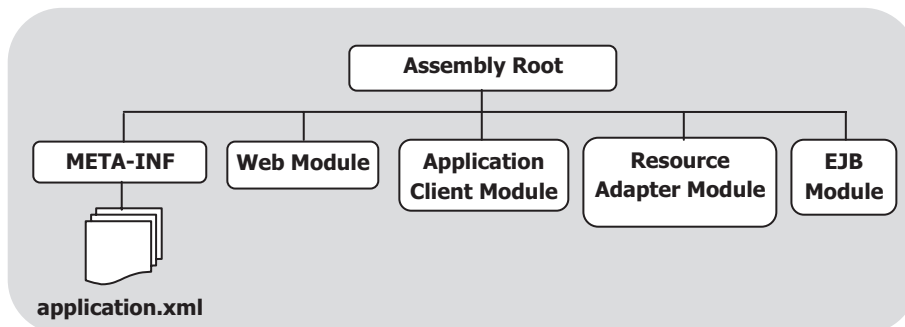 Assembly Root
META-INF
Web Module
Application
Client Module
Resource
Adapter Module
EJB
Module
application.xml